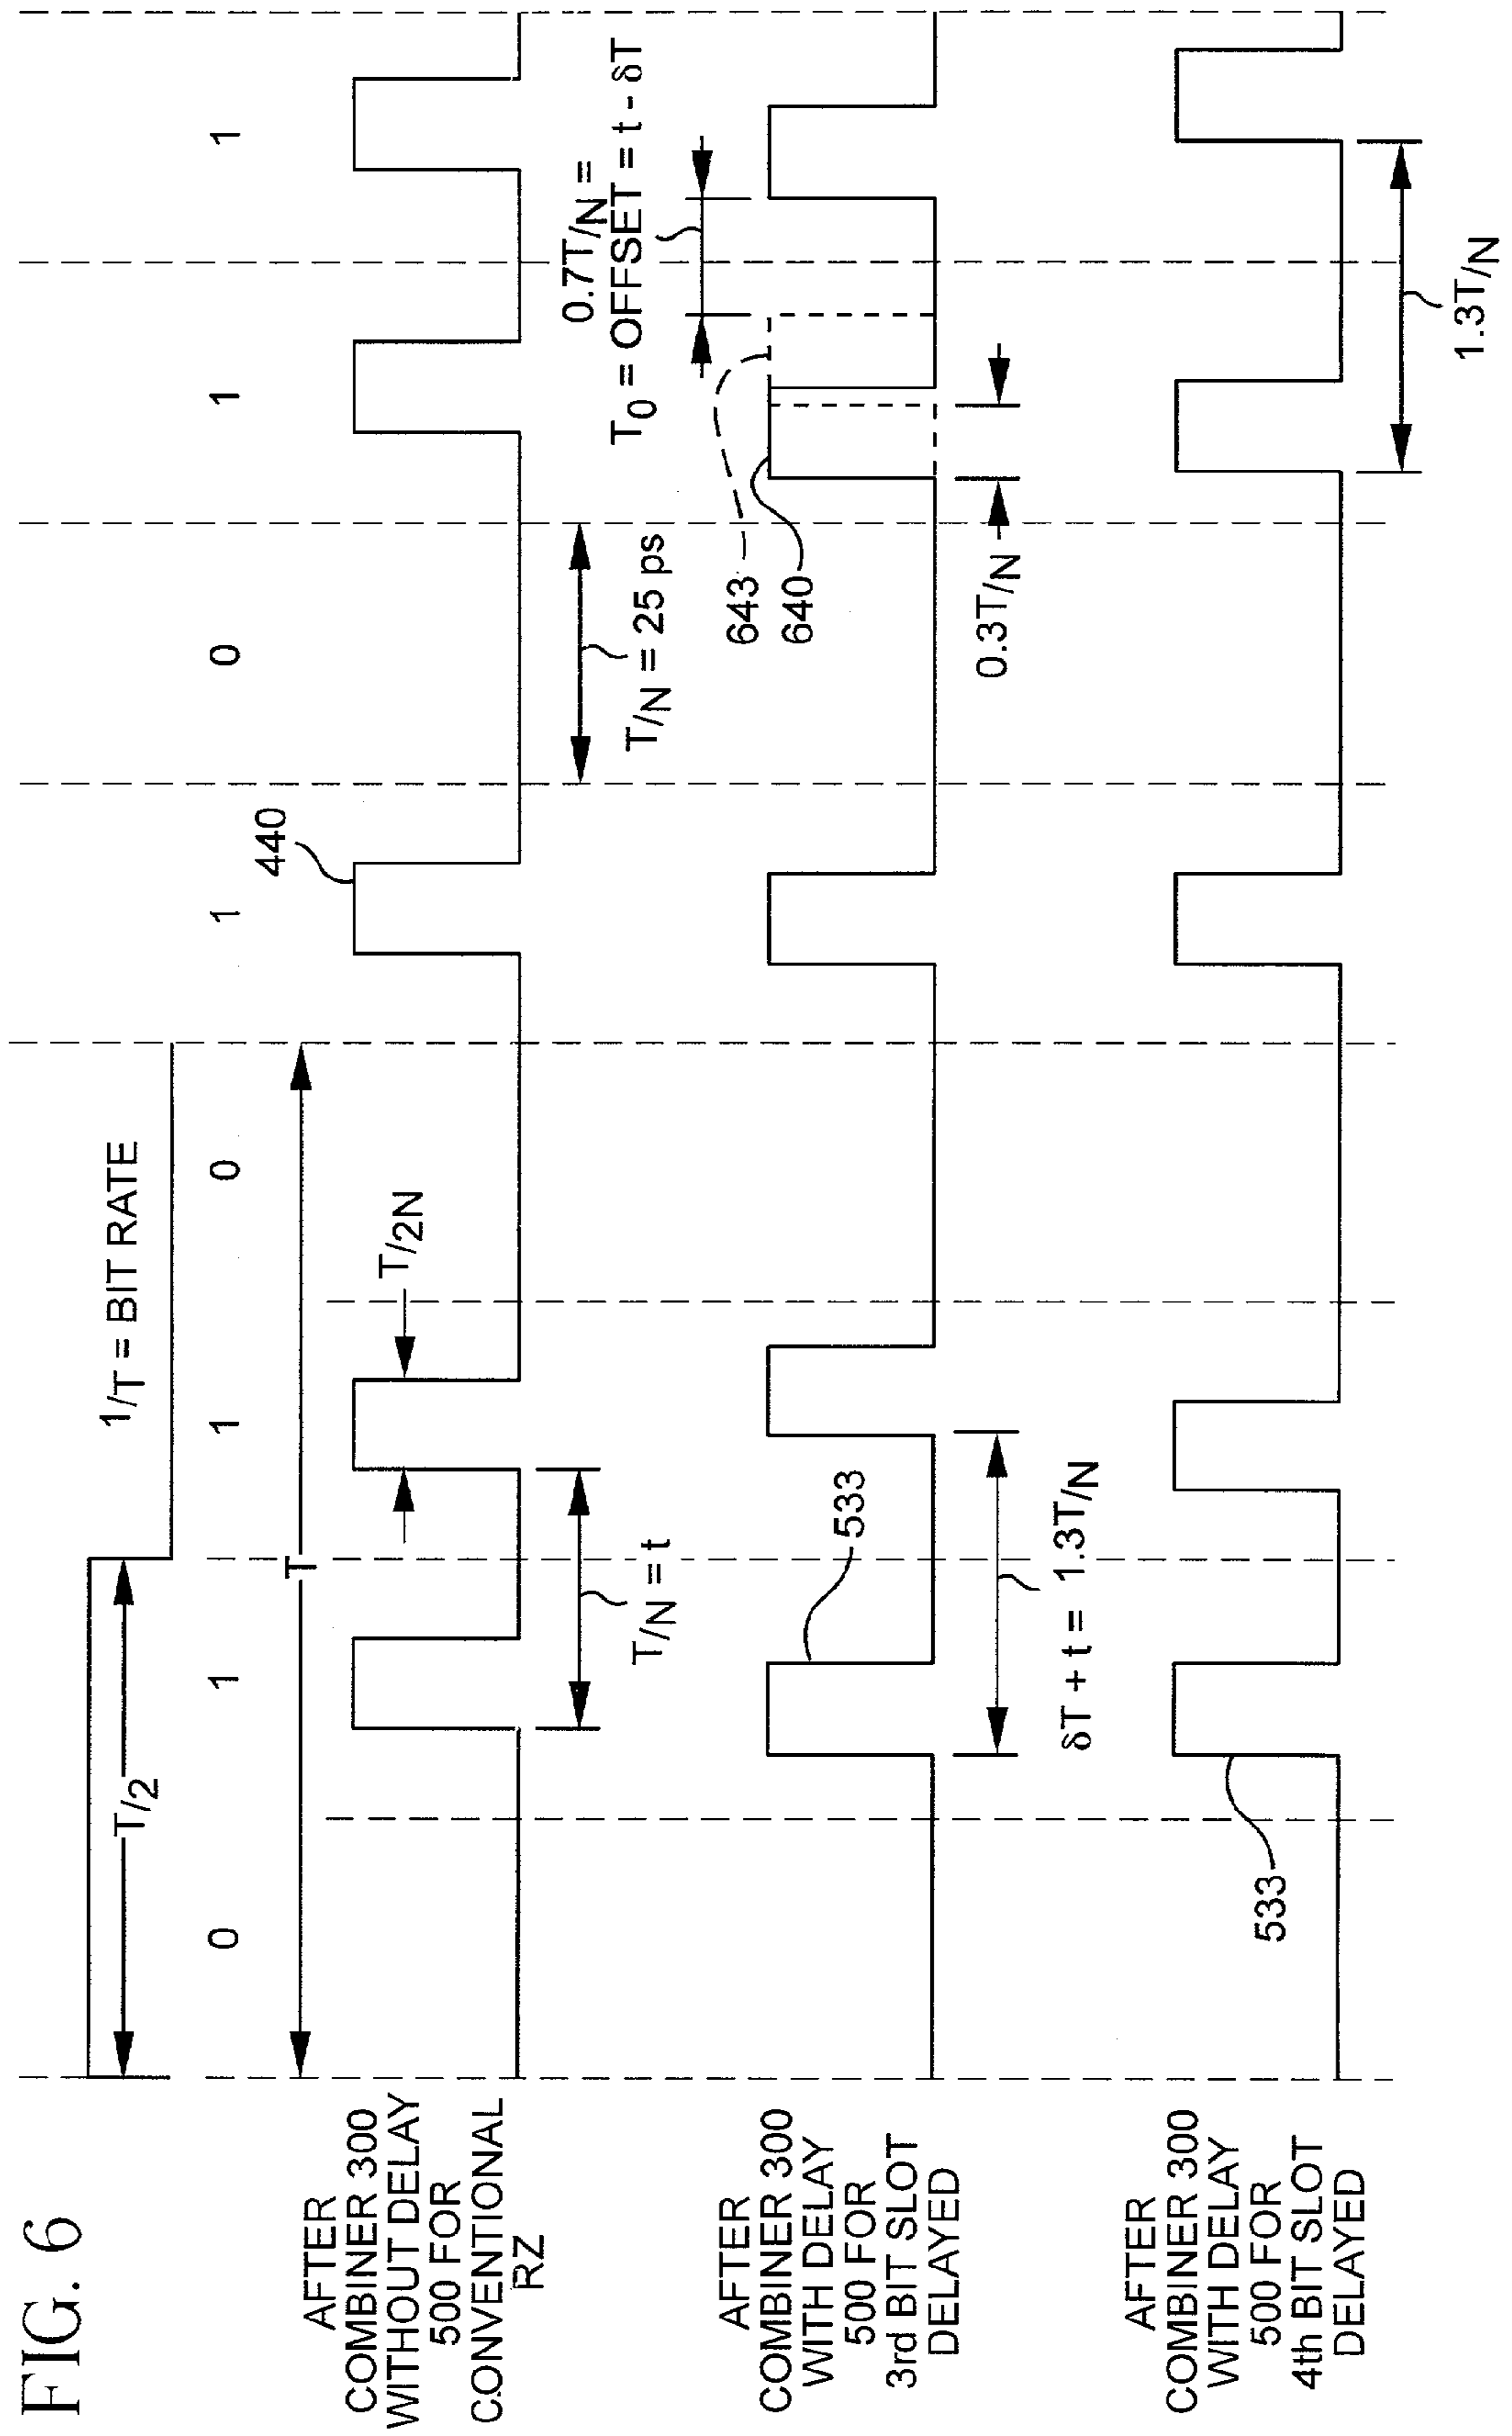 FIG. 6
1/T = BIT RATE
T/2
0 1 1 0 1 0 1 1
T
AFTER
COMBINER 300
WITHOUT DELAY
500 FOR
CONVENTIONAL
RZ
T/2N
440
T/N = t
T/N = 25 ps
0.7T/N =
T0 = OFFSET = t - δT
AFTER
COMBINER 300
WITH DELAY
500 FOR
3rd BIT SLOT
DELAYED
533
643
640
δT + t = 1.3T/N
0.3T/N
AFTER
COMBINER 300
WITH DELAY
500 FOR
4th BIT SLOT
DELAYED
533
1.3T/N